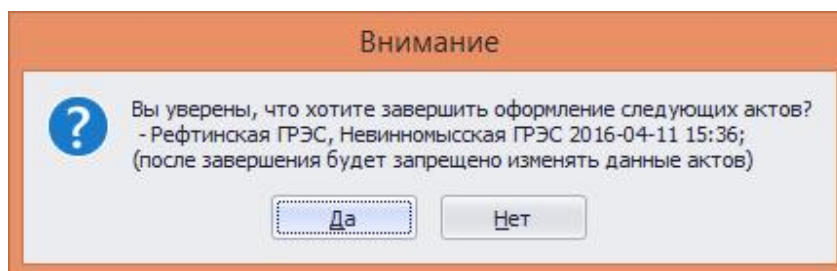 Внимание
Вы уверены, что хотите завершить оформление следующих актов?
- Рефтинская ГРЭС, Невинномысская ГРЭС 2016-04-11 15:36;
(после завершения будет запрещено изменять данные актов)
Да
Нет